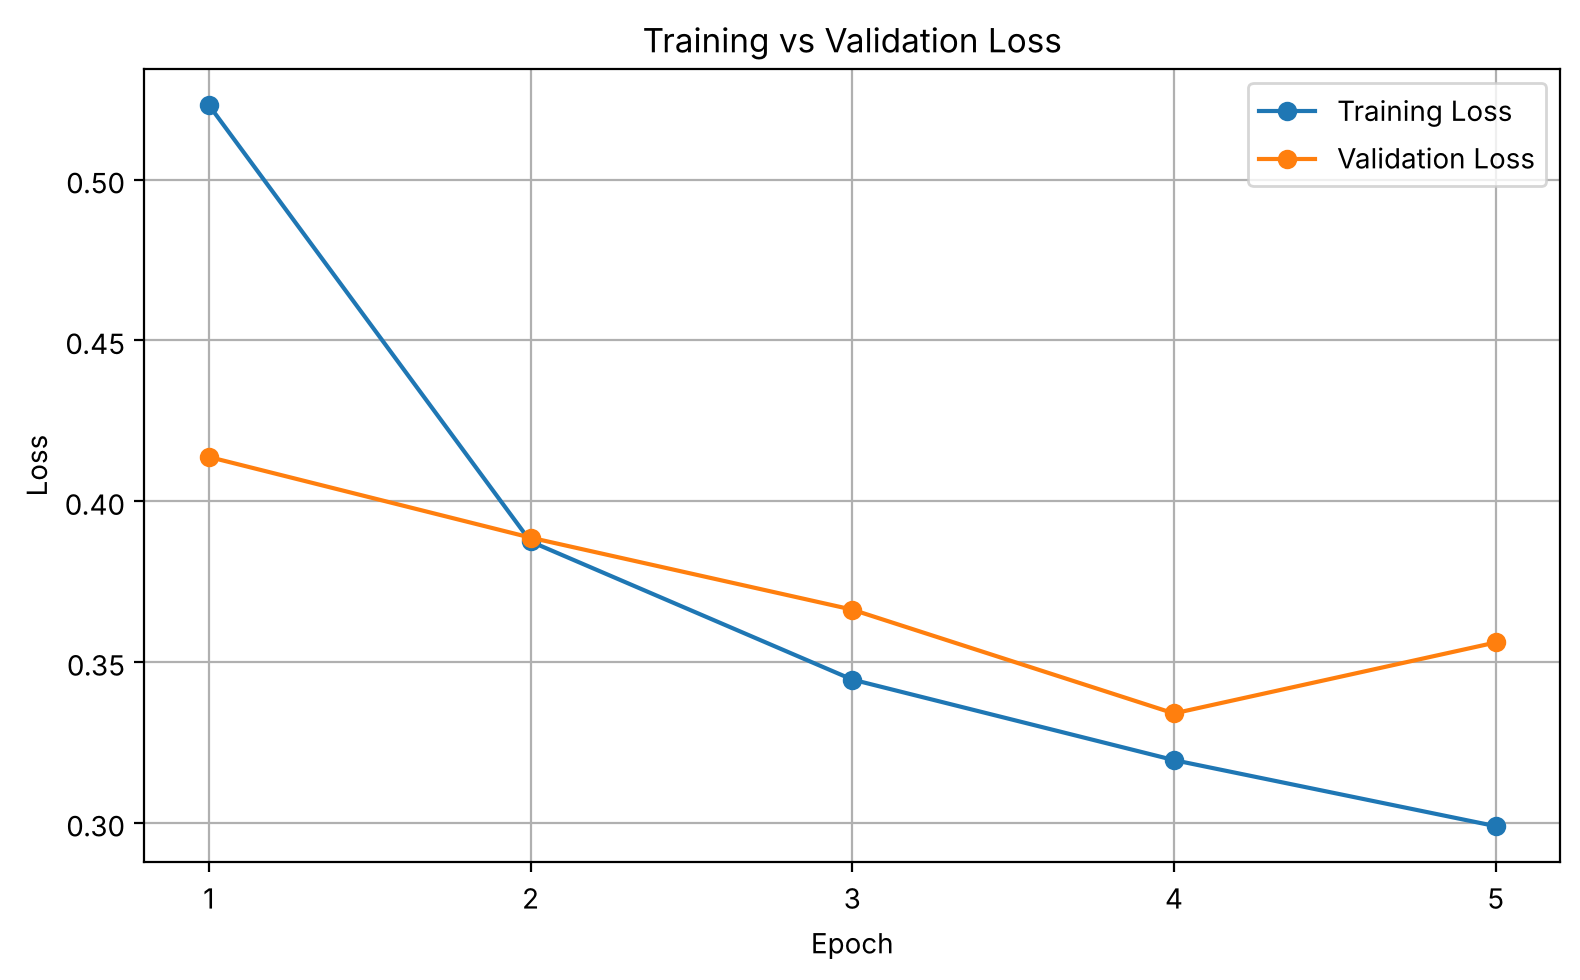 Training vs Validation Loss
Training Loss
Validation Loss
0.50
0.45
0.40
0.35
0.30
Loss
1 2 3 4 5
Epoch